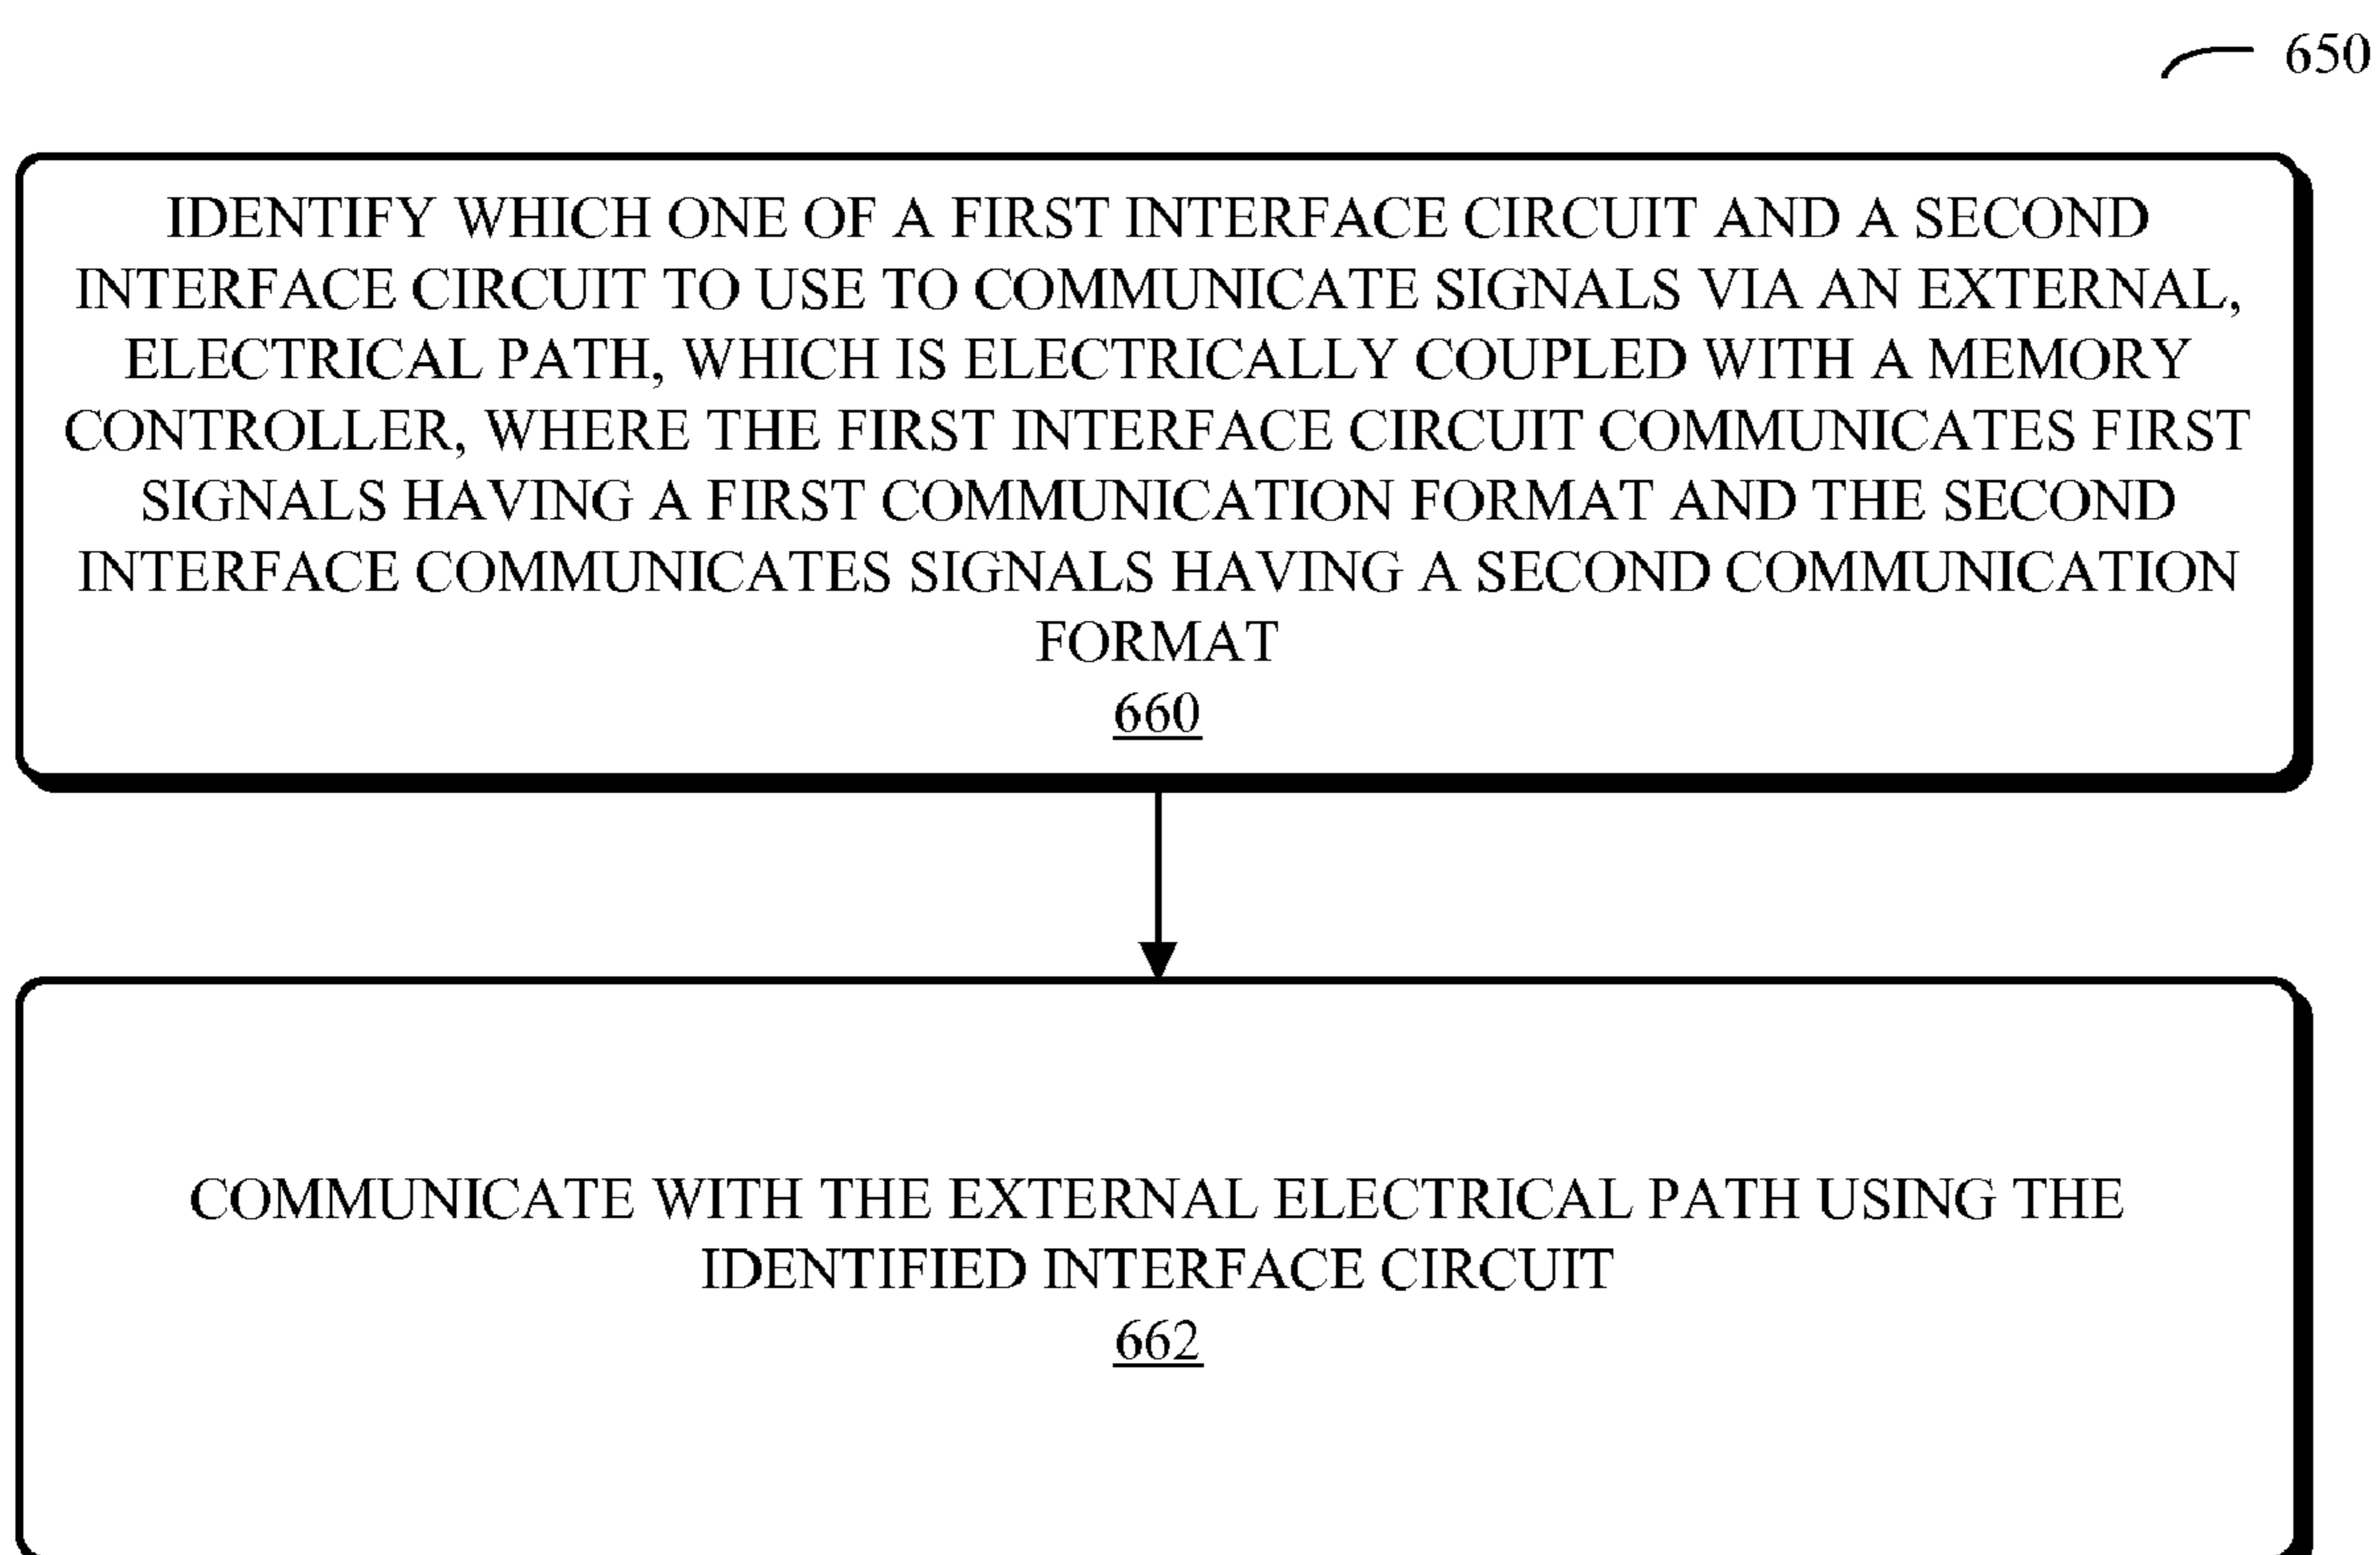 650
IDENTIFY WHICH ONE OF A FIRST INTERFACE CIRCUIT AND A SECOND
INTERFACE CIRCUIT TO USE TO COMMUNICATE SIGNALS VIA AN EXTERNAL,
ELECTRICAL PATH, WHICH IS ELECTRICALLY COUPLED WITH A MEMORY
CONTROLLER, WHERE THE FIRST INTERFACE CIRCUIT COMMUNICATES FIRST
SIGNALS HAVING A FIRST COMMUNICATION FORMAT AND THE SECOND
INTERFACE COMMUNICATES SIGNALS HAVING A SECOND COMMUNICATION
FORMAT
660
COMMUNICATE WITH THE EXTERNAL ELECTRICAL PATH USING THE
IDENTIFIED INTERFACE CIRCUIT
662